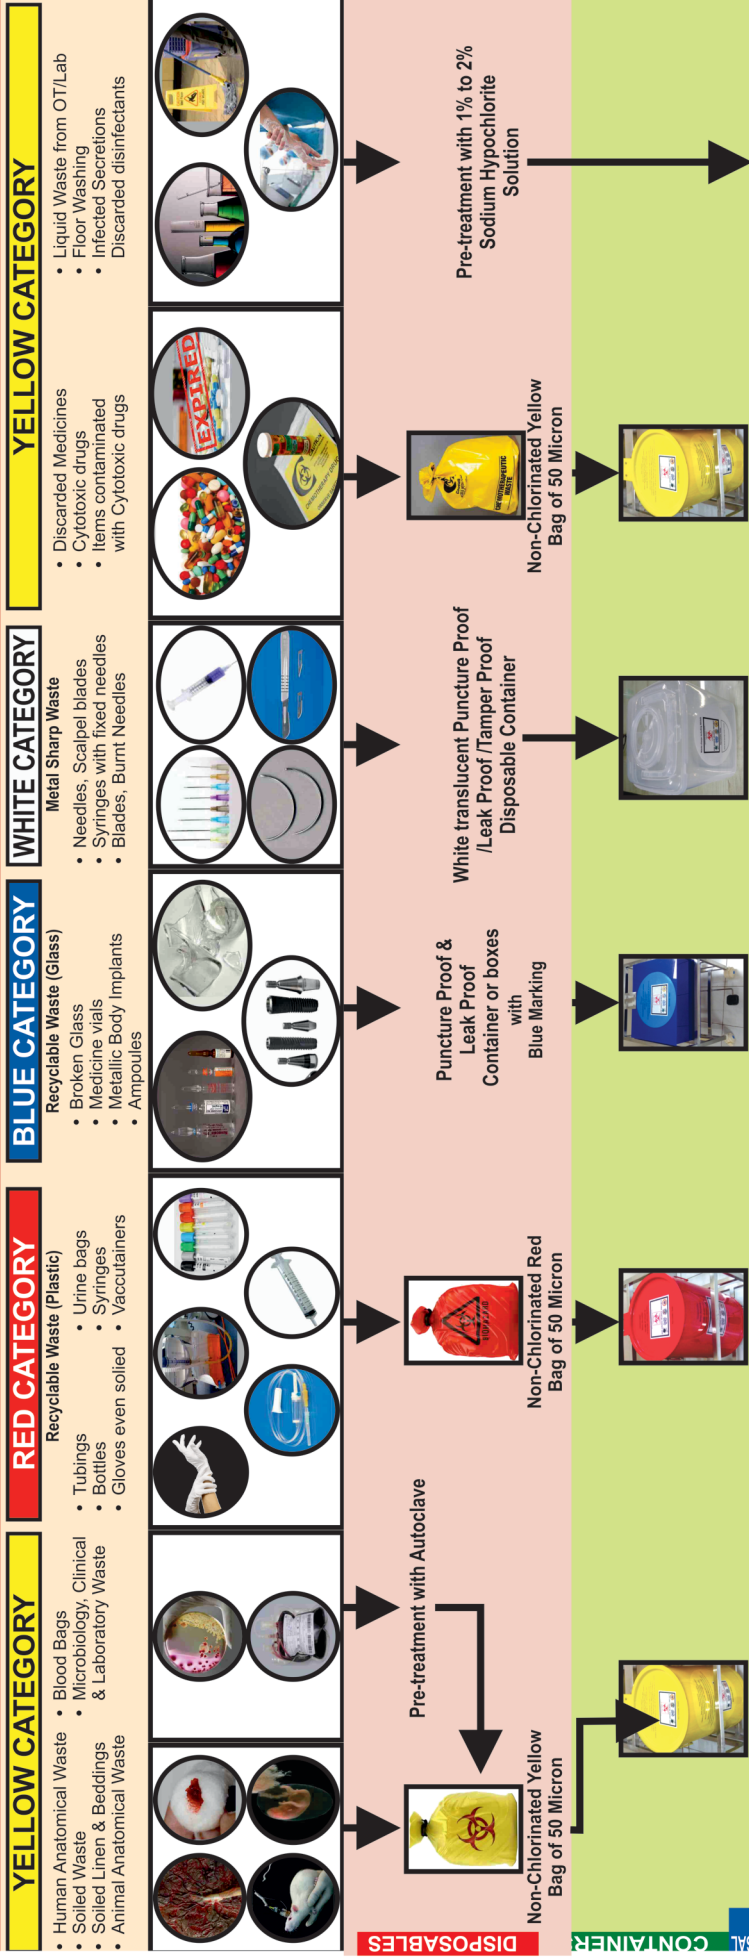 YELLOW CATEGORY
• Human Anatomical Waste
• Soiled Waste
• Soiled Linen & Beddings
• Animal Anatomical Waste
• Blood Bags
• Microbiology, Clinical
& Laboratory Waste
RED CATEGORY
Recyclable Waste (Plastic)
• Tubings
• Bottles
• Gloves even solied
• Urine bags
• Syringes
• Vaccutainers
BLUE CATEGORY
Recyclable Waste (Glass)
• Broken Glass
• Medicine vials
• Metallic Body Implants
• Ampoules
WHITE CATEGORY
Metal Sharp Waste
• Needles, Scalpel blades
• Syringes with fixed needles
• Blades, Burnt Needles
YELLOW CATEGORY
• Discarded Medicines
• Cytotoxic drugs
• Items contaminated
with Cytotoxic drugs
• Liquid Waste from OT/Lab
• Floor Washing
• Infected Secretions
Discarded disinfectants
EXPIRED
DISPOSABLES
Non-Chlorinated Yellow
Bag of 50 Micron
Pre-treatment with Autoclave
Non-Chlorinated Red
Bag of 50 Micron
Puncture Proof &
Leak Proof
Container or boxes
with
Blue Marking
White translucent Puncture Proof
/Leak Proof /Tamper Proof
Disposable Container
CHEMOTHERAPEUTIC
WASTE
Non-Chlorinated Yellow
Bag of 50 Micron
Pre-treatment with 1% to 2%
Sodium Hypochlorite
Solution
CONTAINERS